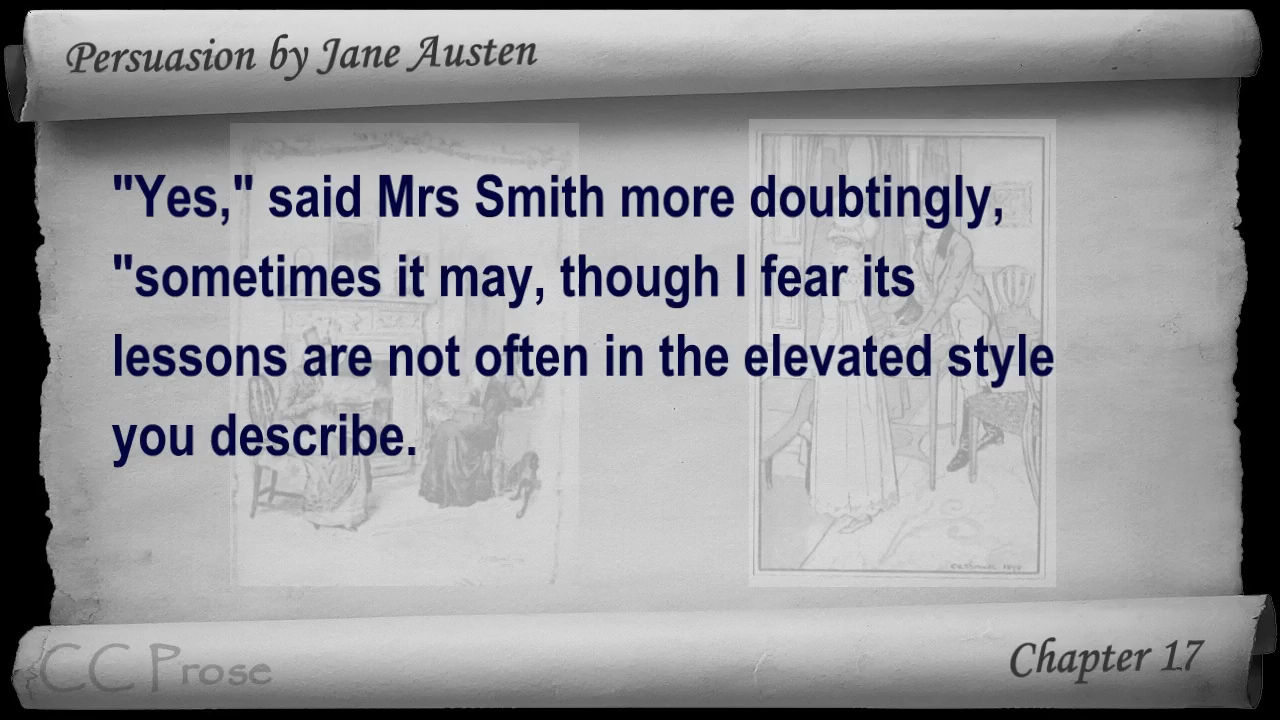 Persuasion by Jane Austen
"Yes," said Mrs Smith more doubtingly,
"sometimes it may, though I fear its
lessons are not often in the elevated style
you describe.
CC Prose
Chapter 17